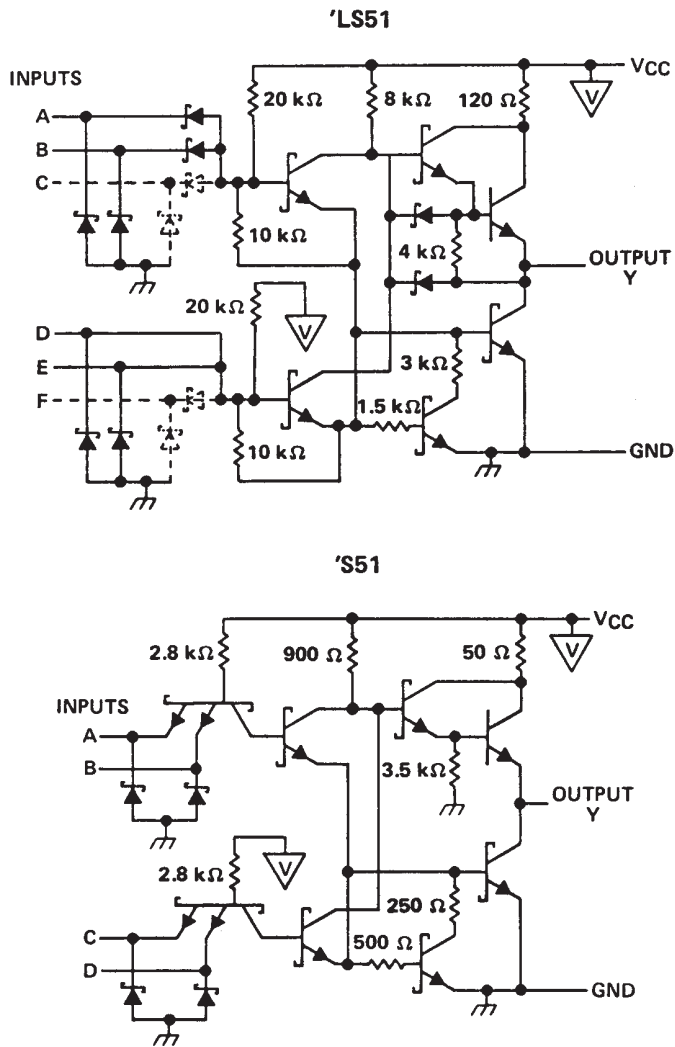 'LS51
VCC
INPUTS
V
20 kΩ
8 kΩ
120 Ω
A
B
C
10 kΩ
4 kΩ
OUTPUT
Y
20 kΩ
V
D
3 kΩ
E
F
1.5 kΩ
10 kΩ
GND
'S51
VCC
2.8 kΩ
900 Ω
50 Ω
V
INPUTS
A
B
3.5 kΩ
OUTPUT
Y
2.8 kΩ
V
250 Ω
C
500 Ω
D
GND